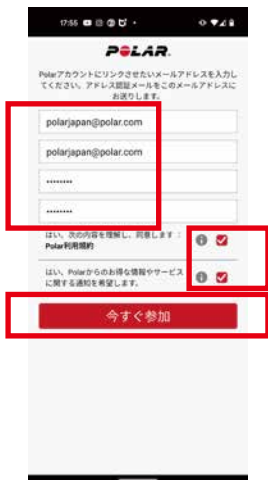 17:55
POLAR.
Polarアカウントにリンクさせたいメールアドレスを入力し
てください。アドレス認証メールをこのメールアドレスに
お送りします。
polarjapan@polar.com
polarjapan@polar.com
••••••••
••••••••
はい、次の内容を理解し、同意します：
Polar利用規約
はい、Polarからのお得な情報やサービス
に関する通知を希望します。
今すぐ参加